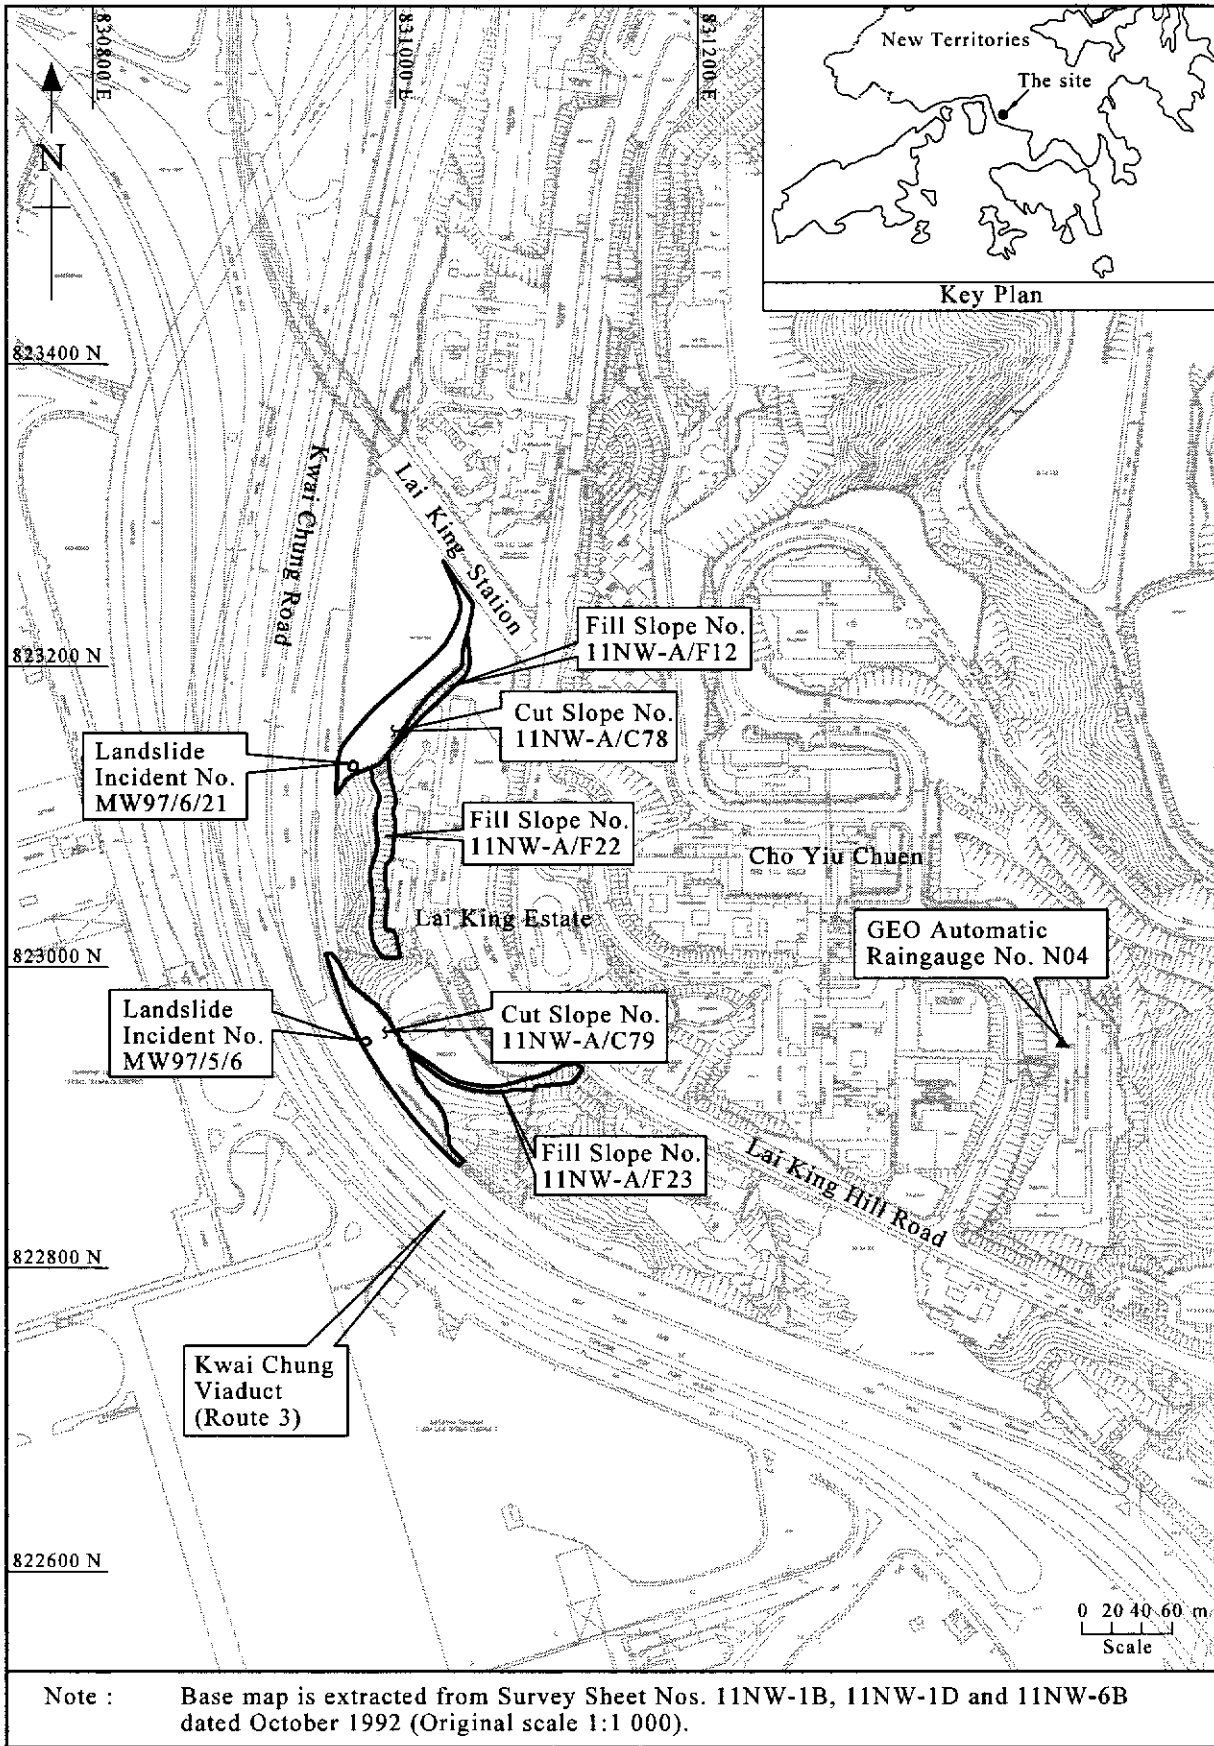 830800 E
831000 E
831200 E
N
New Territories
The site
Key Plan
823400 N
Kwai Chung Road
Lai King Station
823200 N
Fill Slope No.
11NW-A/F12
Cut Slope No.
11NW-A/C78
Landslide
Incident No.
MW97/6/21
Fill Slope No.
11NW-A/F22
Cho Yiu Chuen
Lai King Estate
GEO Automatic
Raingauge No. N04
823000 N
Landslide
Incident No.
MW97/5/6
Cut Slope No.
11NW-A/C79
Fill Slope No.
11NW-A/F23
Lai King Hill Road
822800 N
Kwai Chung
Viaduct
(Route 3)
822600 N
0 20 40 60 m
Scale
Note : Base map is extracted from Survey Sheet Nos. 11NW-1B, 11NW-1D and 11NW-6B
dated October 1992 (Original scale 1:1 000).